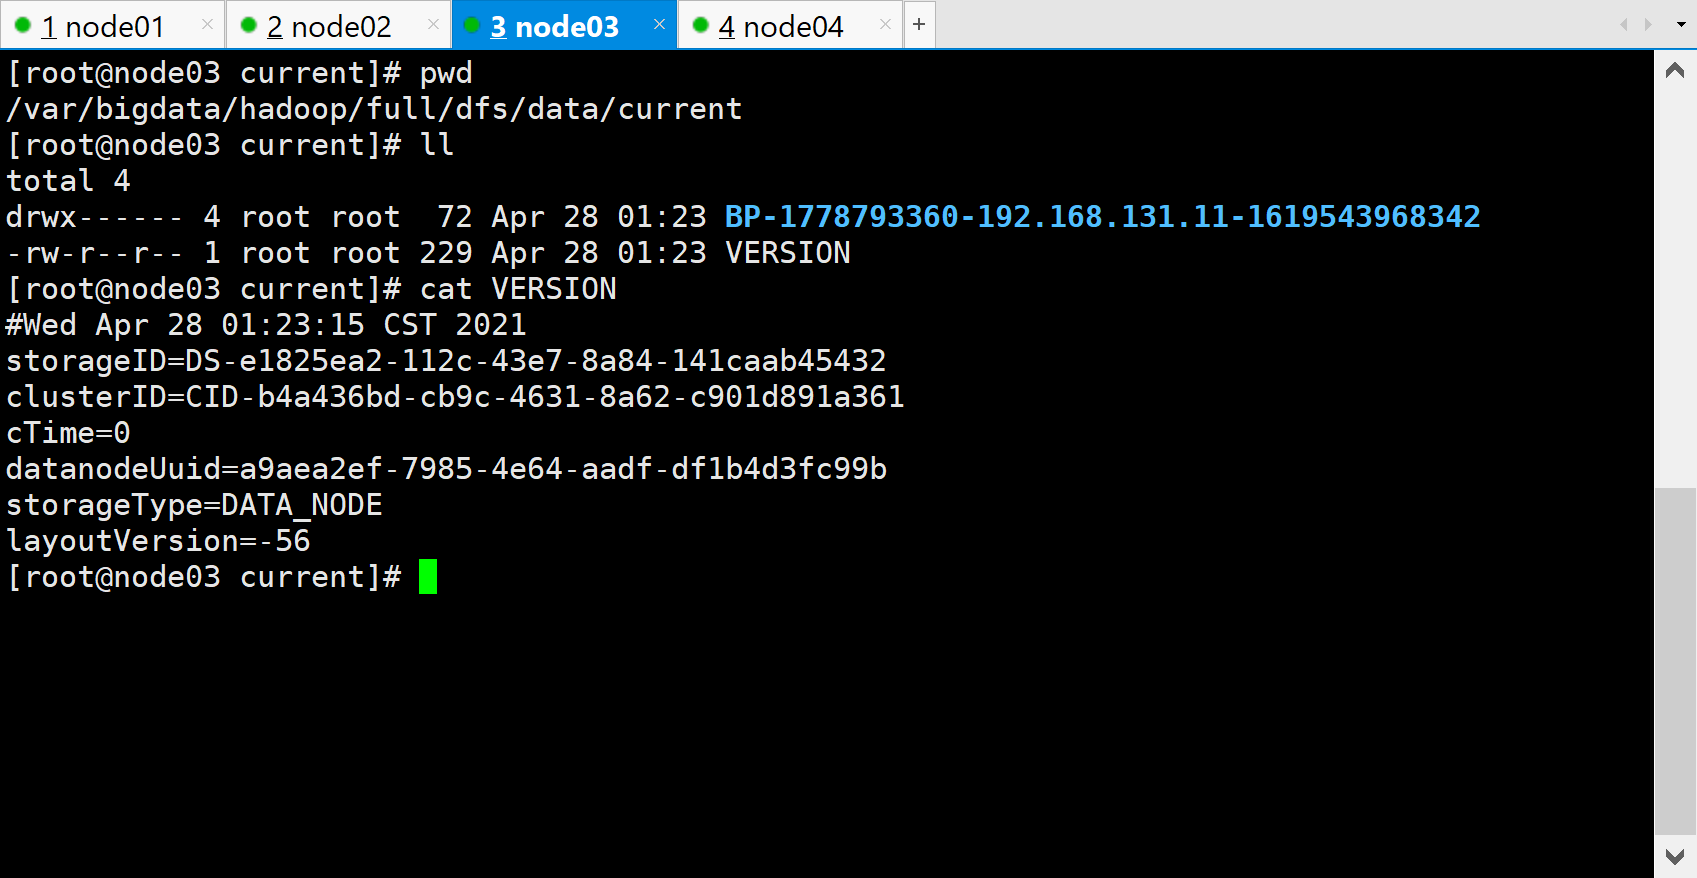 1 node01 × 2 node02 × 3 node03 × 4 node04 × +
[root@node03 current]# pwd
/var/bigdata/hadoop/full/dfs/data/current
[root@node03 current]# ll
total 4
drwx------ 4 root root  72 Apr 28 01:23 BP-1778793360-192.168.131.11-1619543968342
-rw-r--r-- 1 root root 229 Apr 28 01:23 VERSION
[root@node03 current]# cat VERSION
#Wed Apr 28 01:23:15 CST 2021
storageID=DS-e1825ea2-112c-43e7-8a84-141caab45432
clusterID=CID-b4a436bd-cb9c-4631-8a62-c901d891a361
cTime=0
datanodeUuid=a9aea2ef-7985-4e64-aadf-df1b4d3fc99b
storageType=DATA_NODE
layoutVersion=-56
[root@node03 current]#